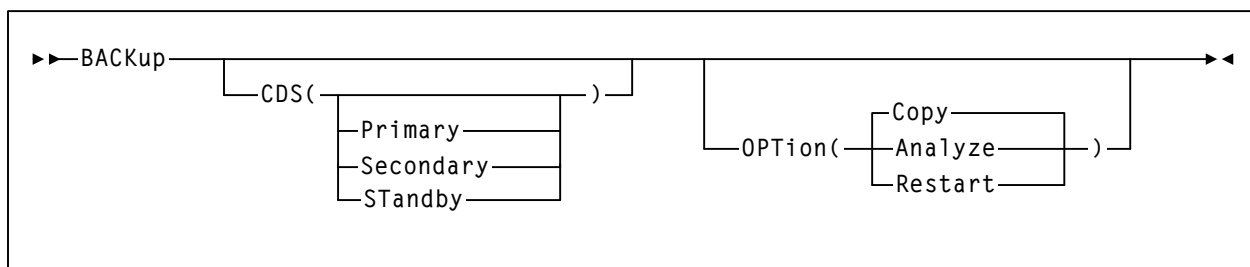 BACKup
CDS( )
Primary
Secondary
STandby
OPTion( Copy
Analyze )
Restart